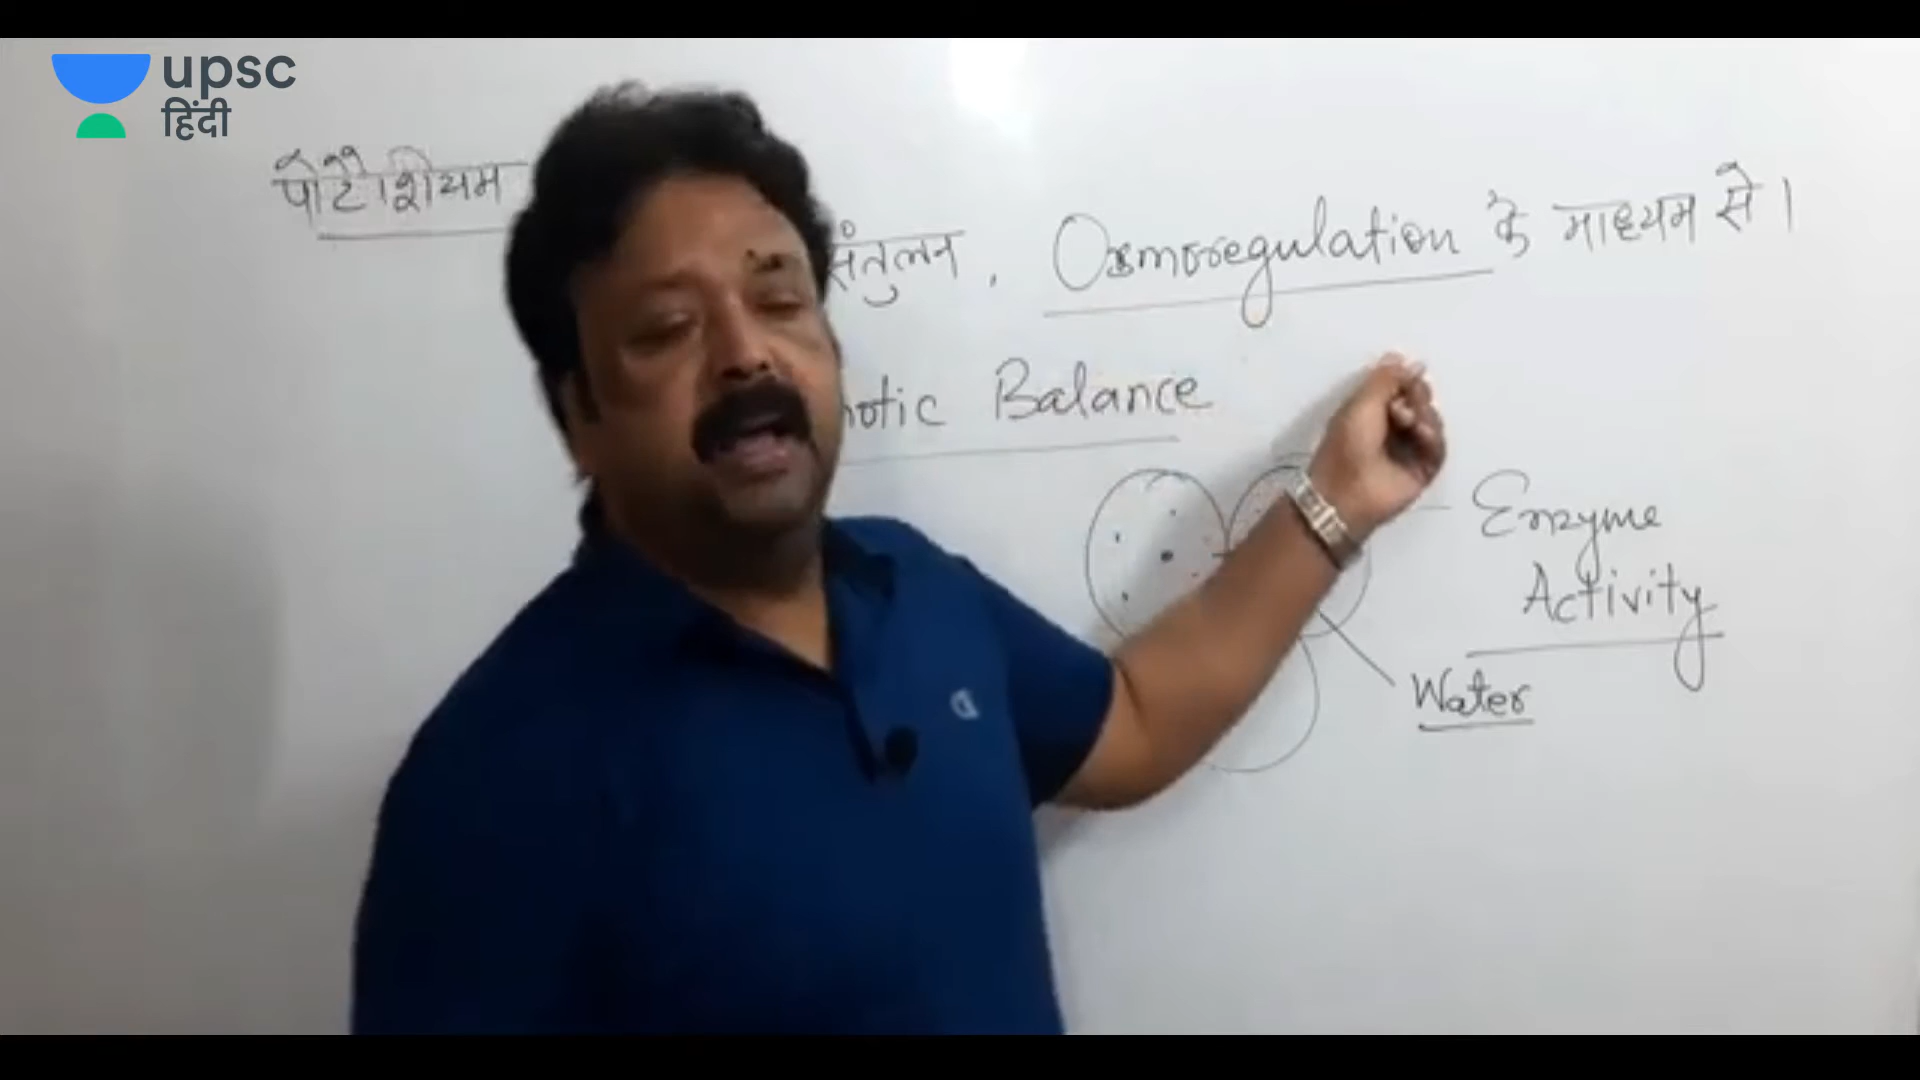 upsc
हिंदी
पोटैशियम
संतुलन, Osmoregulation के माध्यम से।
Balance
Enzyme
Activity
Water